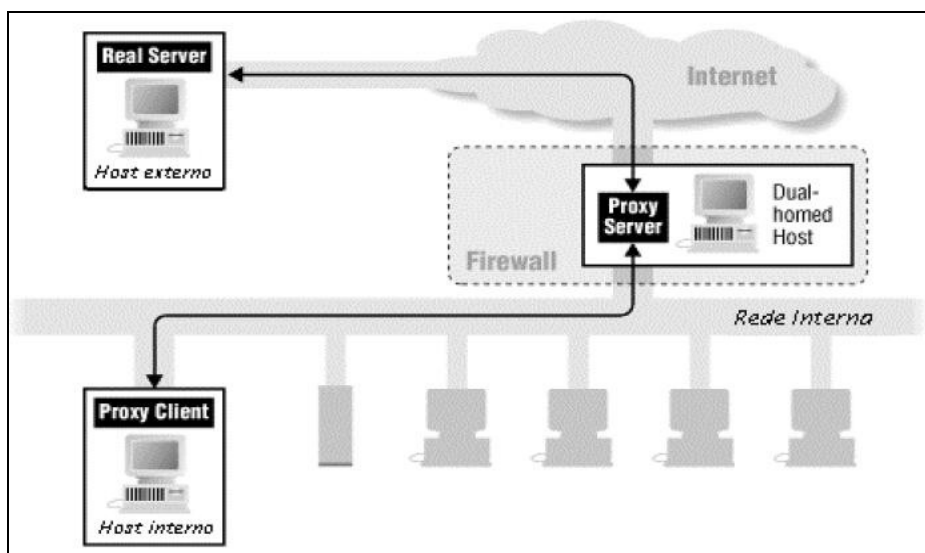 Real Server
Host externo
Internet
Proxy
Server
Dual-
homed
Host
Firewall
Rede Interna
Proxy Client
Host interno